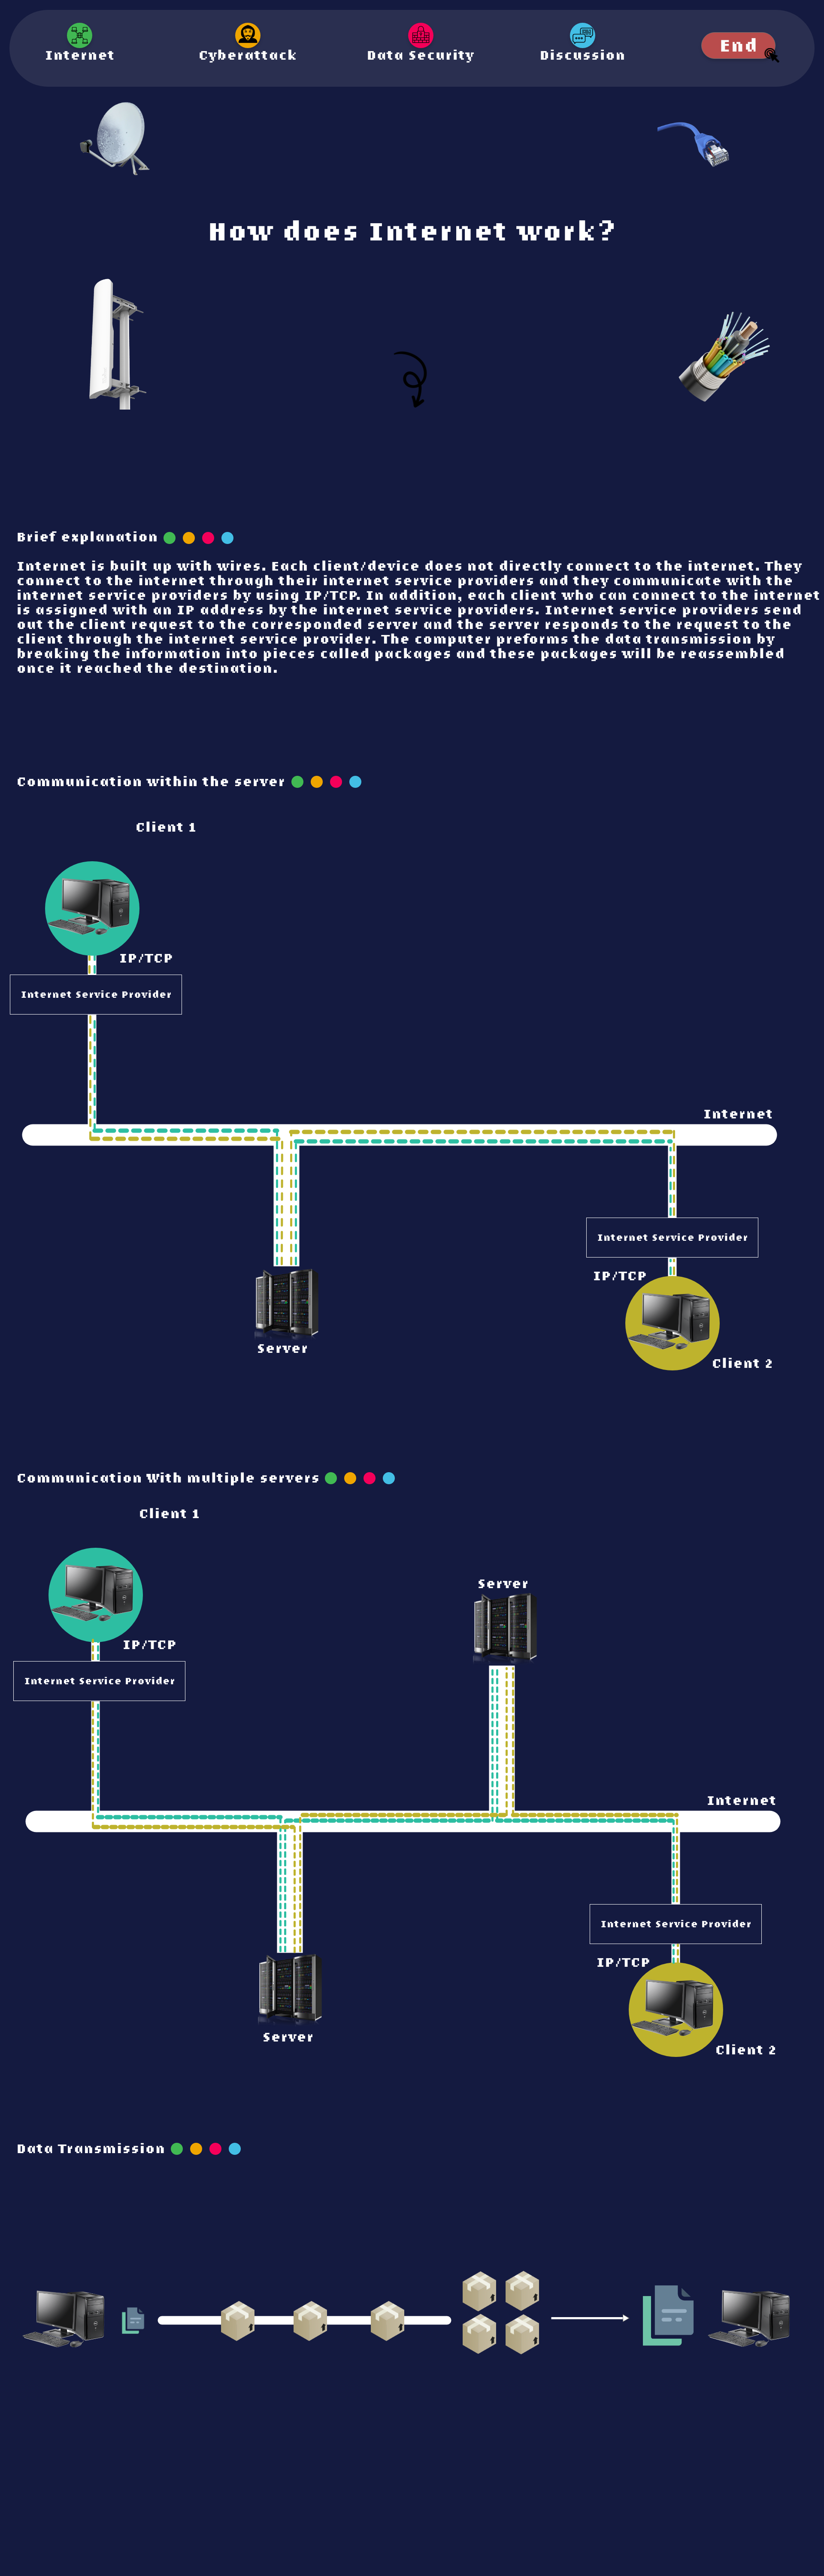 Internet
Cyberattack
Data Security
Discussion
End
How does Internet work?
Brief explanation
Internet is built up with wires. Each client/device does not directly connect to the internet. They
connect to the internet through their internet service providers and they communicate with the
internet service providers by using IP/TCP. In addition, each client who can connect to the internet
is assigned with an IP address by the internet service providers. Internet service providers send
out the client request to the corresponded server and the server responds to the request to the
client through the internet service provider. The computer preforms the data transmission by
breaking the information into pieces called packages and these packages will be reassembled
once it reached the destination.
Communication within the server
Client 1
IP/TCP
Internet Service Provider
Internet
Internet Service Provider
IP/TCP
Server
Client 2
Communication With multiple servers
Client 1
Server
IP/TCP
Internet Service Provider
Internet
Internet Service Provider
IP/TCP
Server
Client 2
Data Transmission